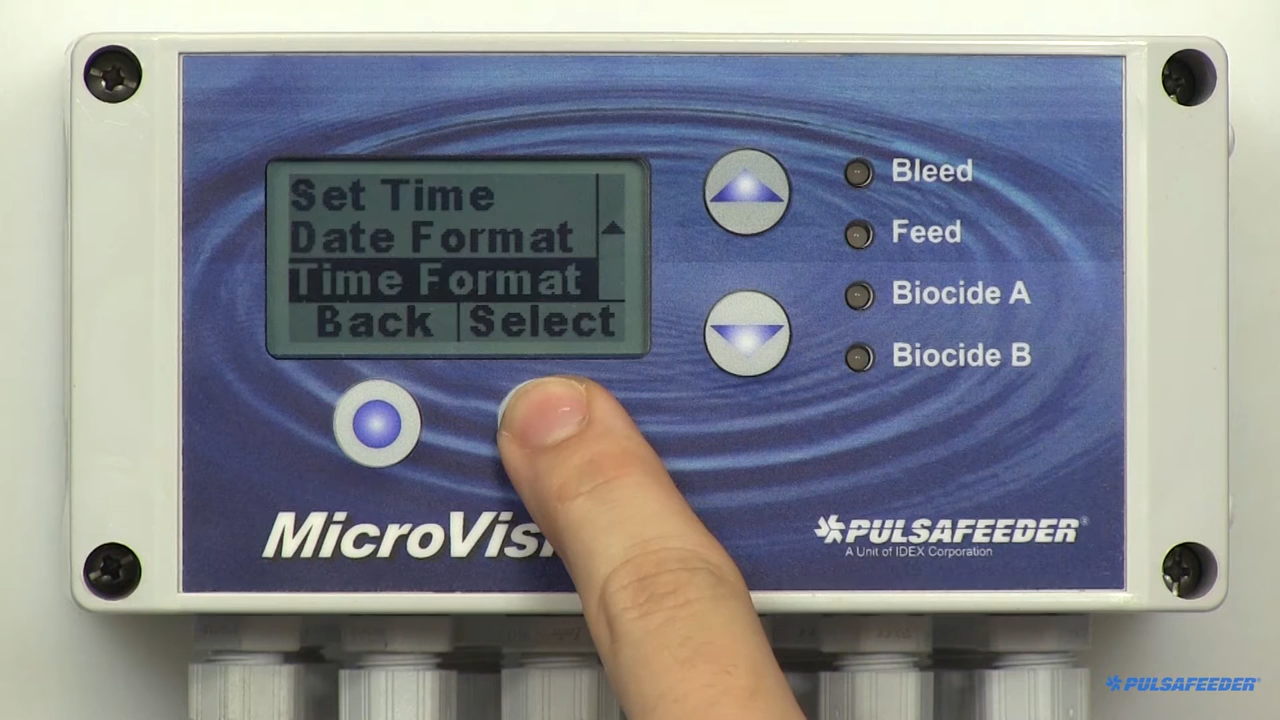 Set Time
Date Format
Time Format
Back Select
Bleed
Feed
Biocide A
Biocide B
PULSAFEEDER®
A Unit of IDEX Corporation
PULSAFEEDER